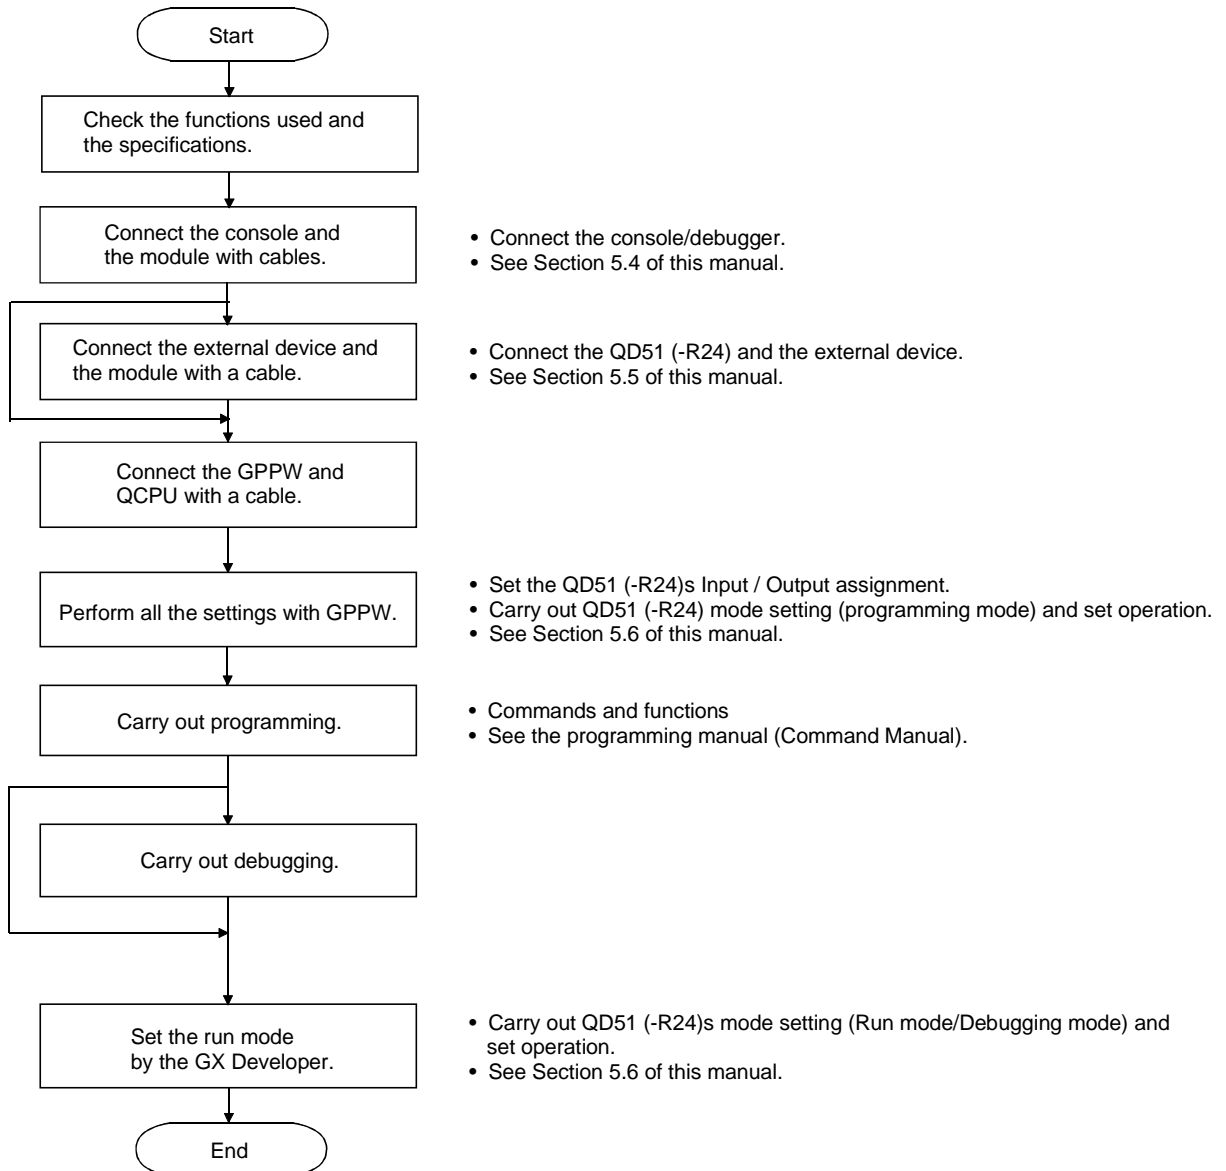 Start
Check the functions used and
the specifications.
Connect the console and
the module with cables.
• Connect the console/debugger.
• See Section 5.4 of this manual.
Connect the external device and
the module with a cable.
• Connect the QD51 (-R24) and the external device.
• See Section 5.5 of this manual.
Connect the GPPW and
QCPU with a cable.
Perform all the settings with GPPW.
• Set the QD51 (-R24)s Input / Output assignment.
• Carry out QD51 (-R24) mode setting (programming mode) and set operation.
• See Section 5.6 of this manual.
Carry out programming.
• Commands and functions
• See the programming manual (Command Manual).
Carry out debugging.
Set the run mode
by the GX Developer.
• Carry out QD51 (-R24)s mode setting (Run mode/Debugging mode) and
set operation.
• See Section 5.6 of this manual.
End